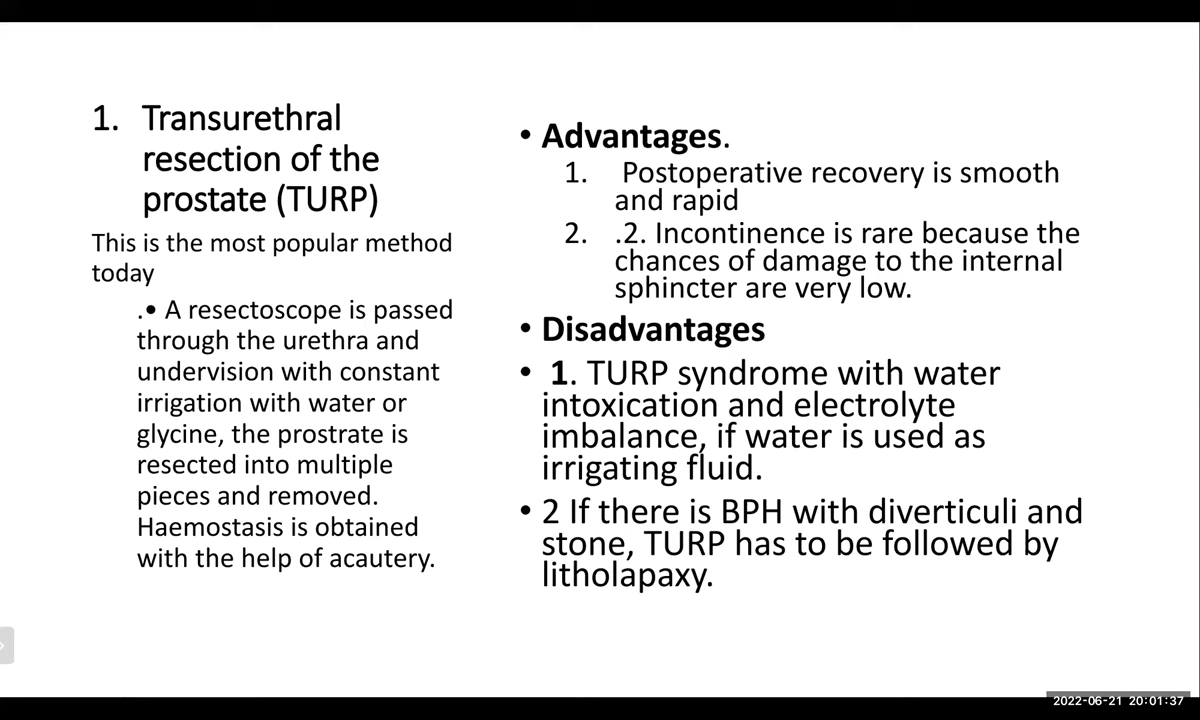 1. Transurethral
resection of the
prostate (TURP)
This is the most popular method
today
.• A resectoscope is passed
through the urethra and
undervision with constant
irrigation with water or
glycine, the prostrate is
resected into multiple
pieces and removed.
Haemostasis is obtained
with the help of acautery.
• Advantages.
1. Postoperative recovery is smooth
and rapid
2. .2. Incontinence is rare because the
chances of damage to the internal
sphincter are very low.
• Disadvantages
• 1. TURP syndrome with water
intoxication and electrolyte
imbalance, if water is used as
irrigating fluid.
• 2 If there is BPH with diverticuli and
stone, TURP has to be followed by
litholapaxy.
2022-06-21 20:01:37